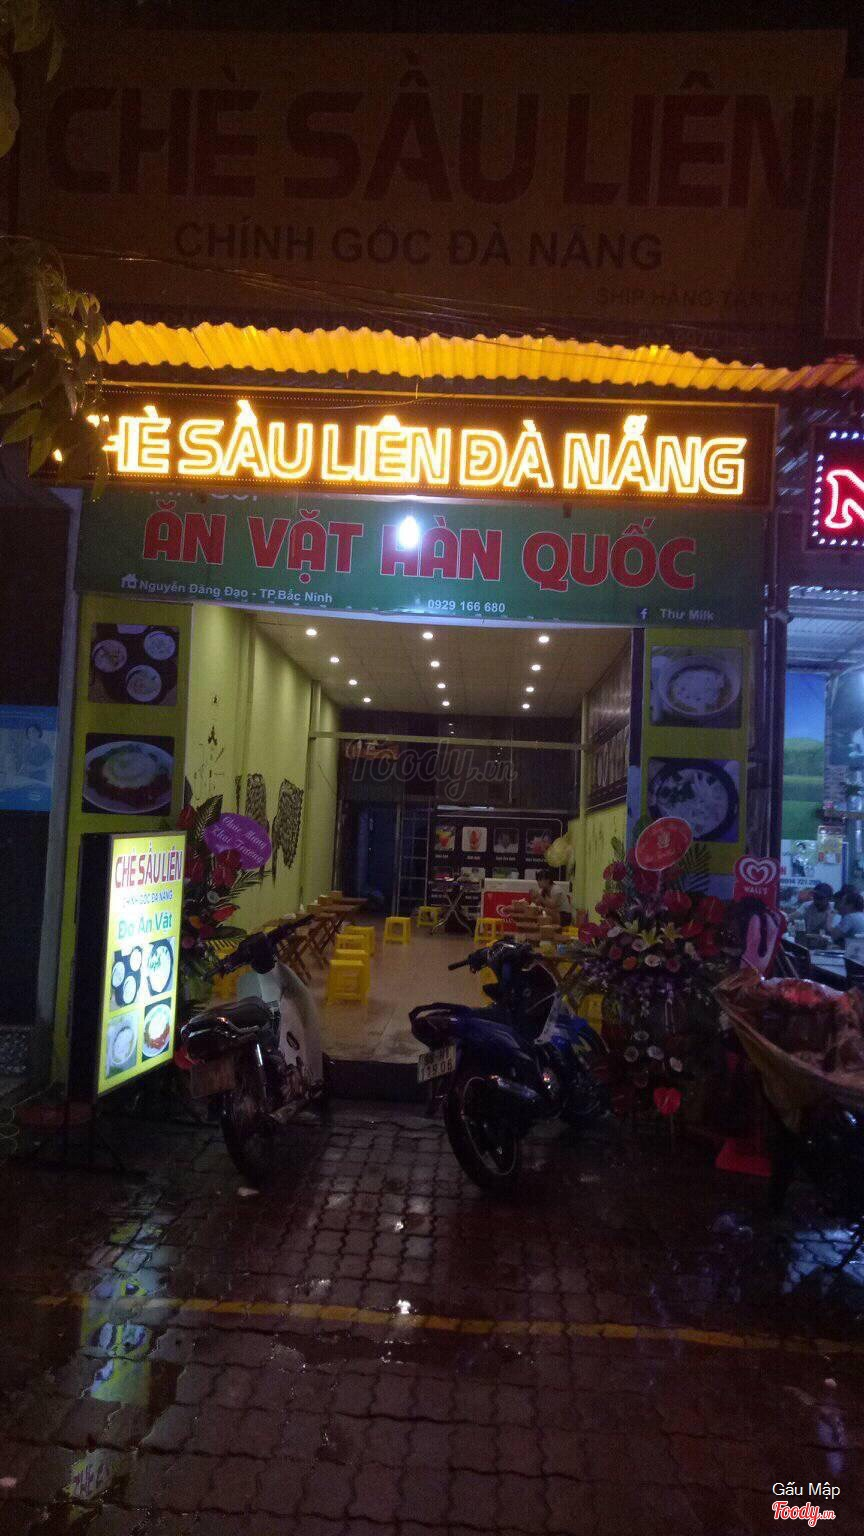 CHÈ SẦU LIÊN
CHÍNH GỐC ĐÀ NẴNG
SHIP HÀNG TẬN
CHÈ SẦU LIÊN ĐÀ NẴNG
ĂN VẶT HÀN QUỐC
Nguyễn Đăng Đạo - TP.Bắc Ninh
0929 166 680
f Thư Milk
Foody.vn
CHÈ SẦU LIÊN
CHÍNH GỐC ĐÀ NẴNG
Đồ Ăn Vặt
WALL'S
Gấu Mập
Foody.vn